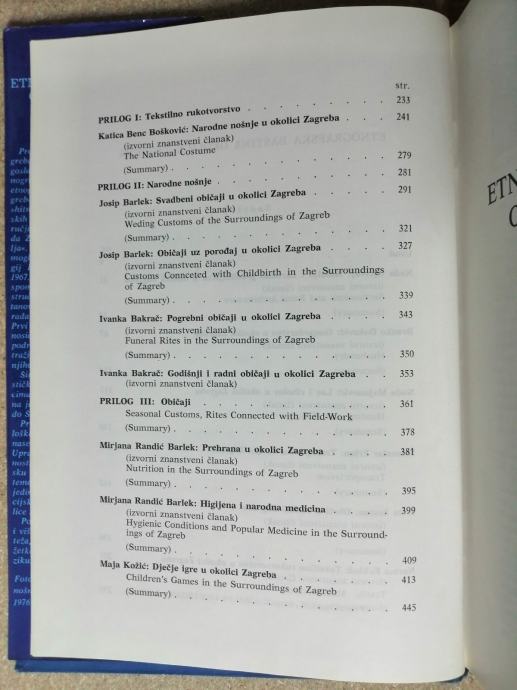 str.
PRILOG I: Tekstilno rukotvorstvo . . . . . . . . 233
Katica Benc Bošković: Narodne nošnje u okolici Zagreba . . . 241
(izvorni znanstveni članak)
The National Costume
(Summary) . . . . . . . . . . . . . 279
PRILOG II: Narodne nošnje . . . . . . . . . . 281
Josip Barlek: Svadbeni običaji u okolici Zagreba . . . . . 291
(izvorni znanstveni članak)
Weding Customs of the Surroundings of Zagreb
(Summary) . . . . . . . . . . . . . 321
Josip Barlek: Običaji uz porođaj u okolici Zagreba . . . . 327
(izvorni znanstveni članak)
Customs Connceted with Childbirth in the Surroundings
of Zagreb
(Summary) . . . . . . . . . . . . . 339
Ivanka Bakrač: Pogrebni običaji u okolici Zagreba . . . . 343
(izvorni znanstveni članak)
Funeral Rites in the Surroundings of Zagreb
(Summary) . . . . . . . . . . . . . 350
Ivanka Bakrač: Godišnji i radni običaji u okolici Zagreba . . 353
(izvorni znanstveni članak)
PRILOG III: Običaji . . . . . . . . . . . 361
Seasonal Customs, Rites Connected with Field-Work
(Summary) . . . . . . . . . . . . . 378
Mirjana Randić Barlek: Prehrana u okolici Zagreba . . . . 381
(izvorni znanstveni članak)
Nutrition in the Surroundings of Zagreb
(Summary) . . . . . . . . . . . . . 395
Mirjana Randić Barlek: Higijena i narodna medicina . . . . 399
(izvorni znanstveni članak)
Hygienic Conditions and Popular Medicine in the Surround-
ings of Zagreb
(Summary) . . . . . . . . . . . . . 409
Maja Kožić: Dječje igre u okolici Zagreba . . . . . . 413
Children's Games in the Surroundings of Zagreb
(Summary) . . . . . . . . . . . . . 445